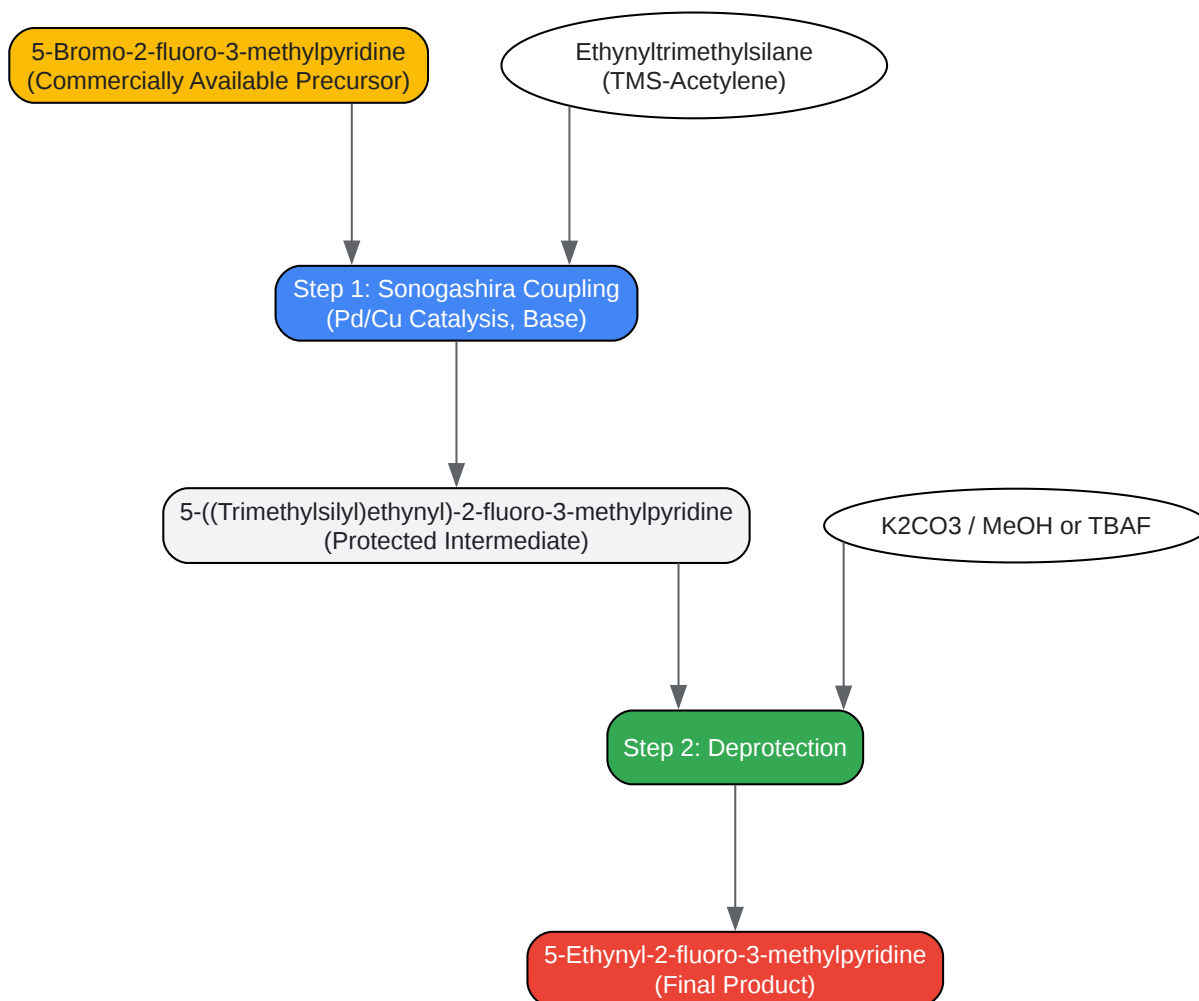 5-Bromo-2-fluoro-3-methylpyridine
(Commercially Available Precursor)
Ethynyltrimethylsilane
(TMS-Acetylene)
Step 1: Sonogashira Coupling
(Pd/Cu Catalysis, Base)
5-((Trimethylsilyl)ethynyl)-2-fluoro-3-methylpyridine
(Protected Intermediate)
K2CO3 / MeOH or TBAF
Step 2: Deprotection
5-Ethynyl-2-fluoro-3-methylpyridine
(Final Product)